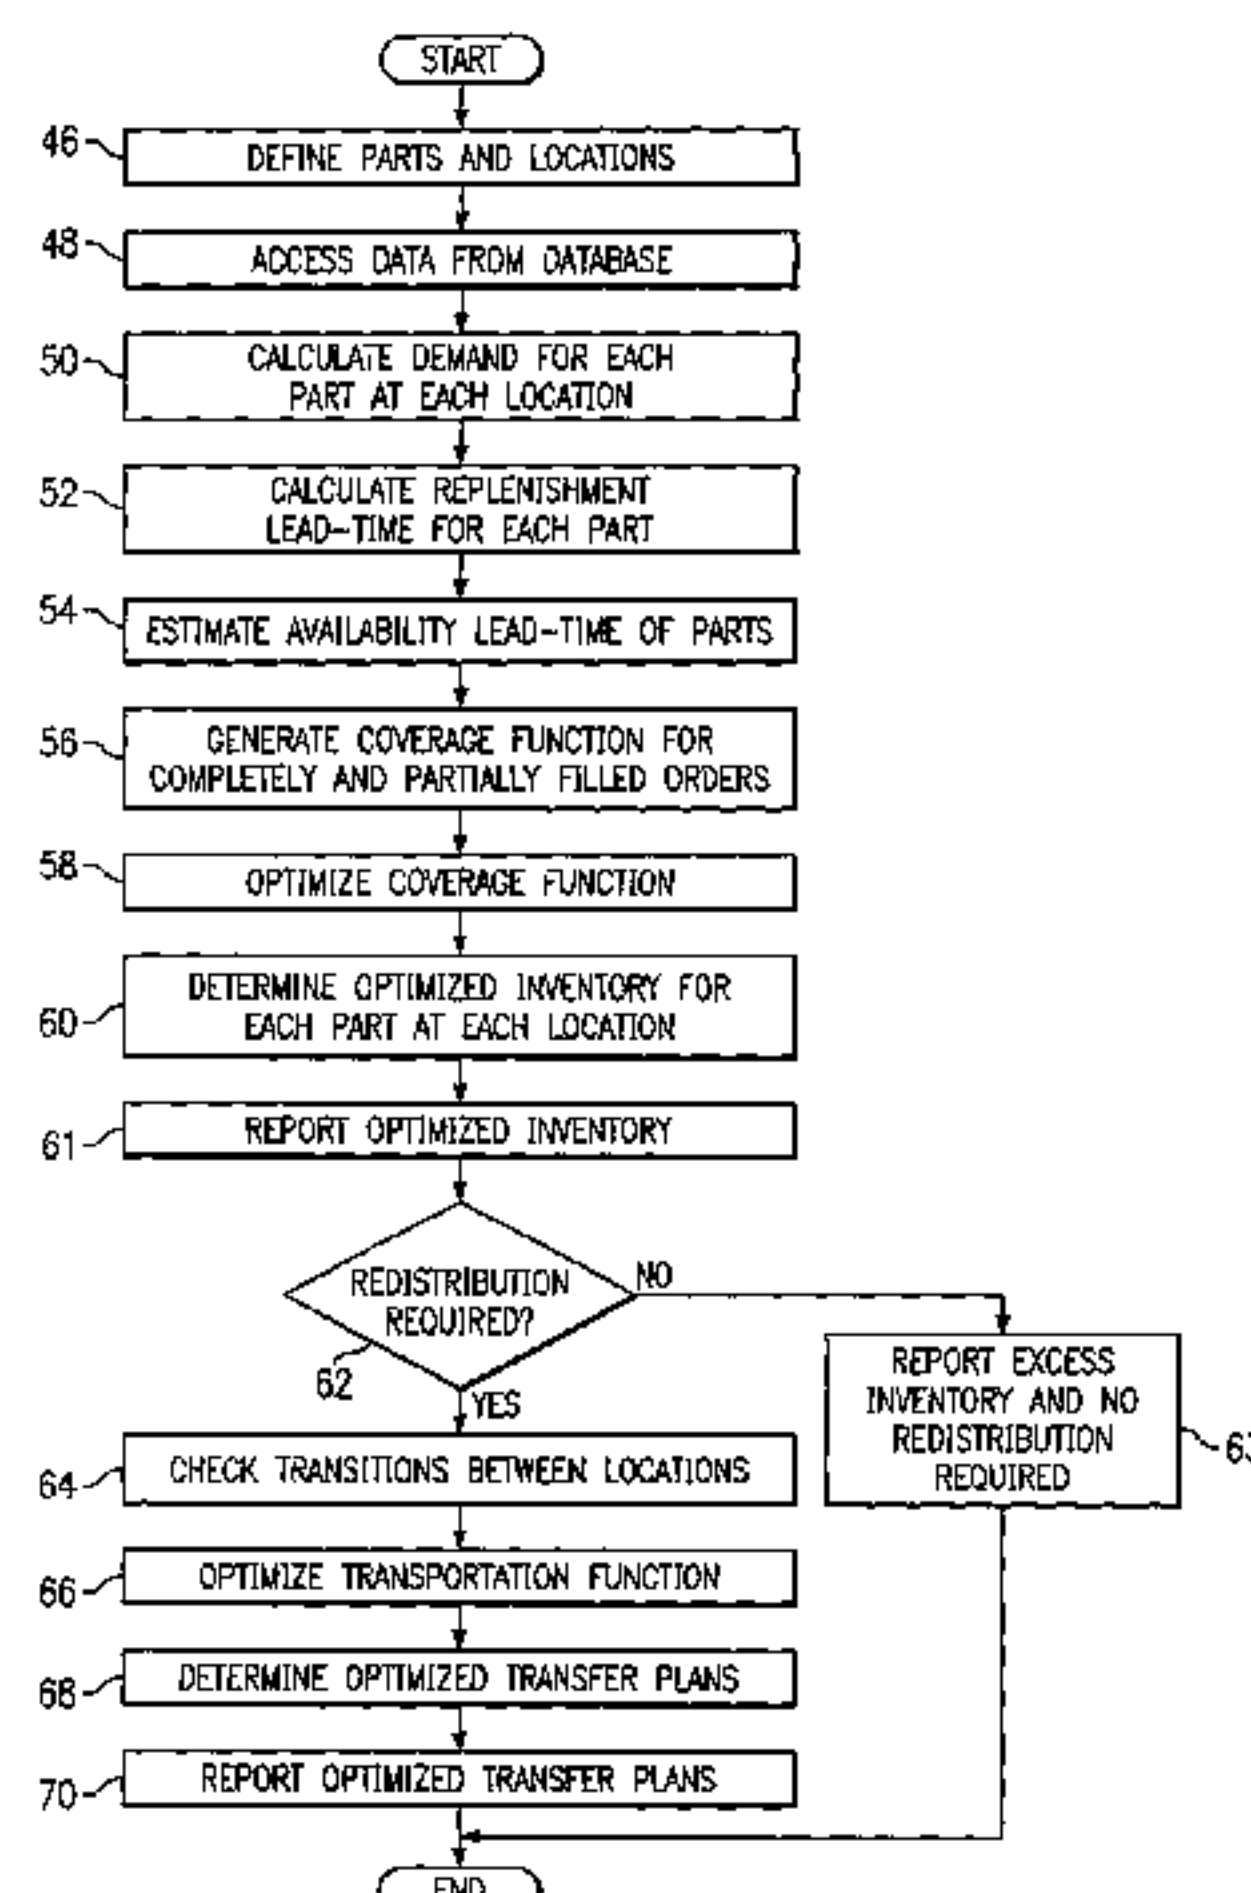 START
46
DEFINE PARTS AND LOCATIONS
48
ACCESS DATA FROM DATABASE
50
CALCULATE DEMAND FOR EACH
PART AT EACH LOCATION
52
CALCULATE REPLENISHMENT
LEAD-TIME FOR EACH PART
54
ESTIMATE AVAILABILITY LEAD-TIME OF PARTS
56
GENERATE COVERAGE FUNCTION FOR
COMPLETELY AND PARTIALLY FILLED ORDERS
58
OPTIMIZE COVERAGE FUNCTION
60
DETERMINE OPTIMIZED INVENTORY FOR
EACH PART AT EACH LOCATION
61
REPORT OPTIMIZED INVENTORY
REDISTRIBUTION
REQUIRED?
62
NO
YES
REPORT EXCESS
INVENTORY AND NO
REDISTRIBUTION
REQUIRED
63
64
CHECK TRANSITIONS BETWEEN LOCATIONS
66
OPTIMIZE TRANSPORTATION FUNCTION
68
DETERMINE OPTIMIZED TRANSFER PLANS
70
REPORT OPTIMIZED TRANSFER PLANS
END